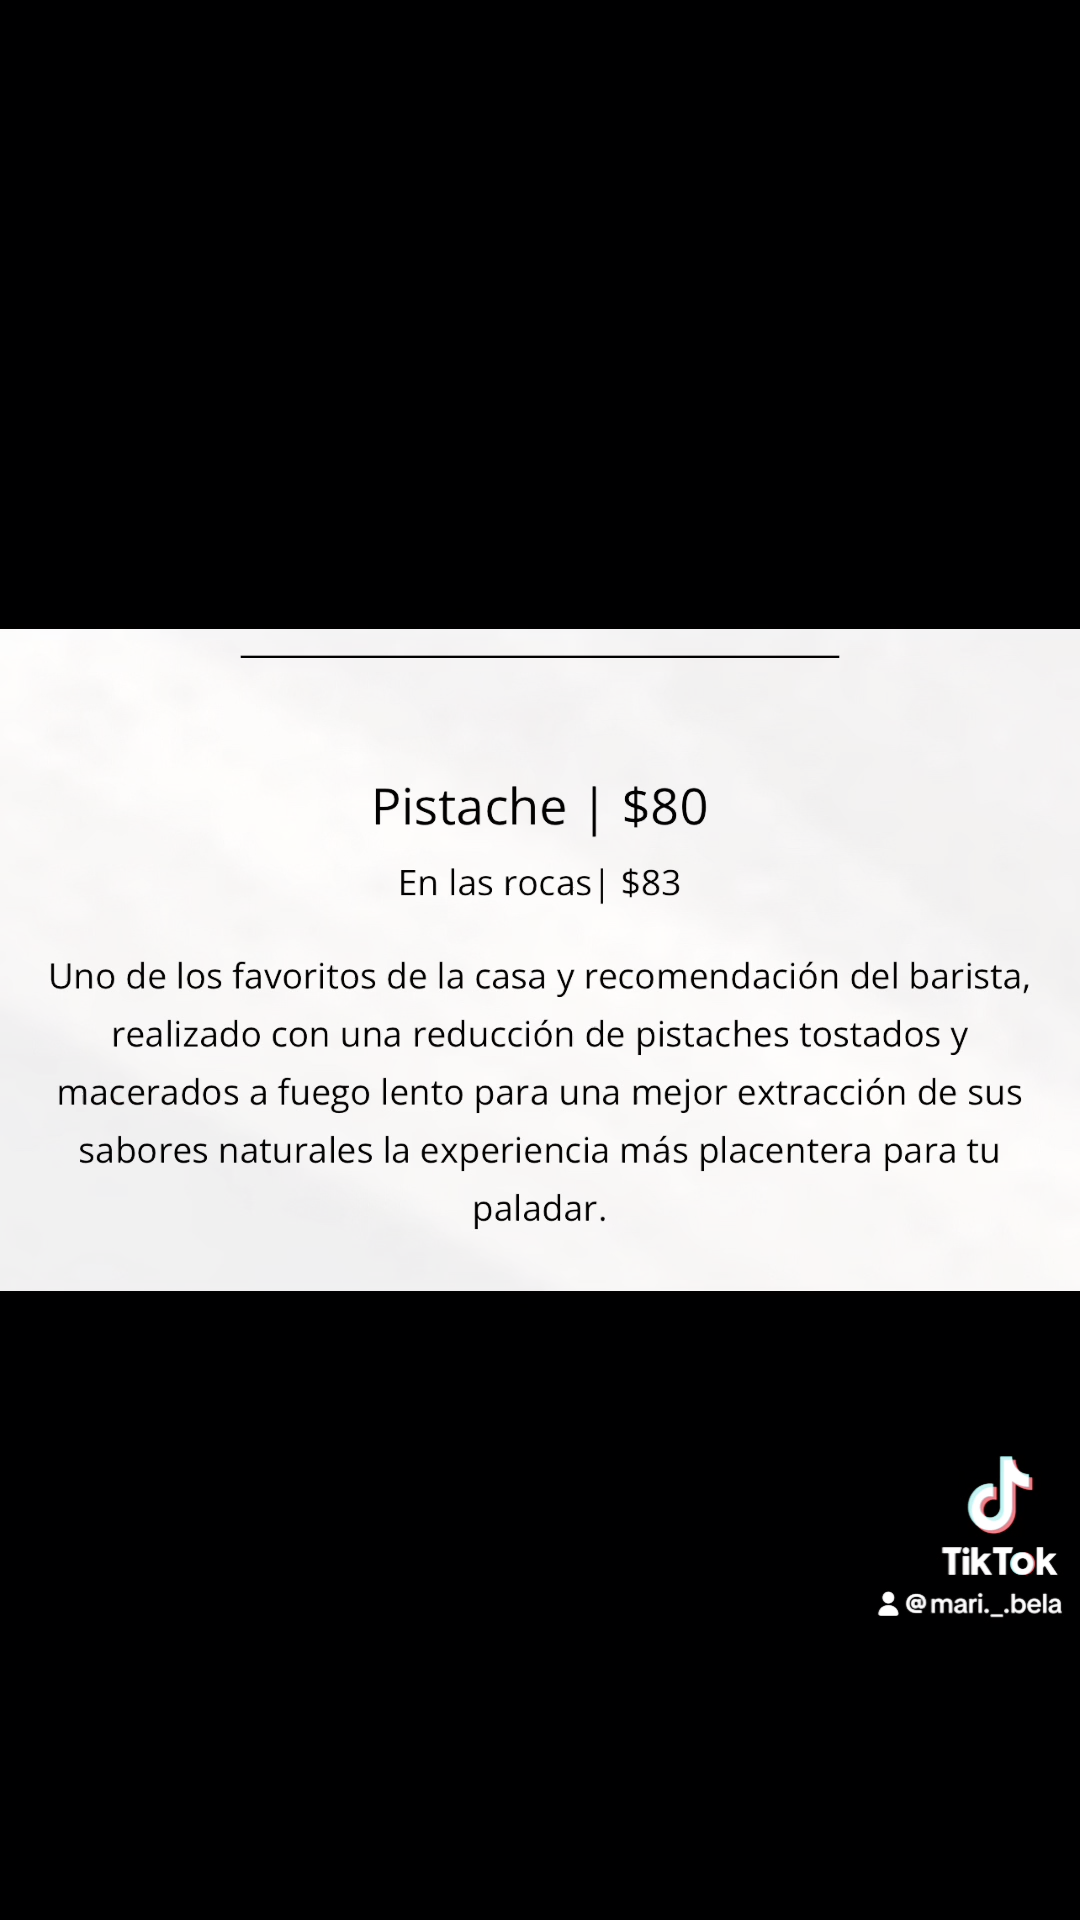 Pistache | $80
En las rocas| $83
Uno de los favoritos de la casa y recomendación del barista,
realizado con una reducción de pistaches tostados y
macerados a fuego lento para una mejor extracción de sus
sabores naturales la experiencia más placentera para tu
paladar.
TikTok
@mari._.bela